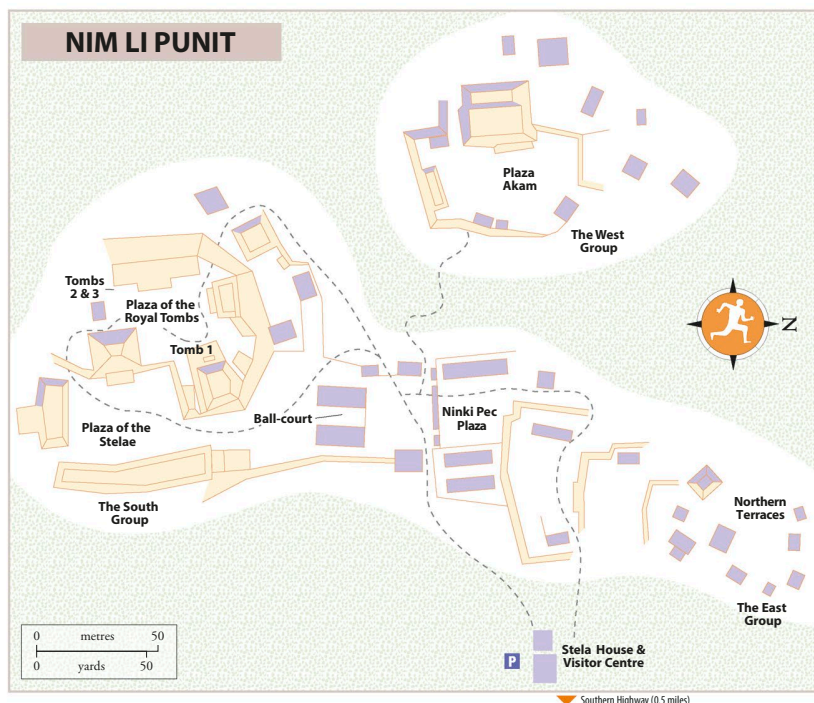 NIM LI PUNIT
Plaza
Akam
The West
Group
Tombs
2 & 3
Plaza of the
Royal Tombs
Tomb 1
N
Ball-court
Ninki Pec
Plaza
Plaza of the
Stelae
The South
Group
Northern
Terraces
The East
Group
0 metres 50
0 yards 50
P
Stela House &
Visitor Centre
Southern Highway (0.5 miles)